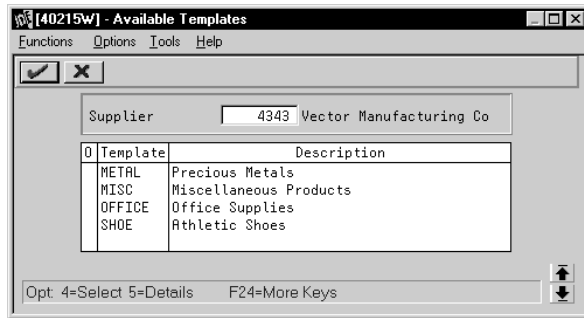 [40215W] - Available Templates
Functions Options Tools Help
Supplier 4343 Vector Manufacturing Co
O Template Description
METAL Precious Metals
MISC Miscellaneous Products
OFFICE Office Supplies
SHOE Athletic Shoes
Opt: 4=Select 5=Details F24=More Keys